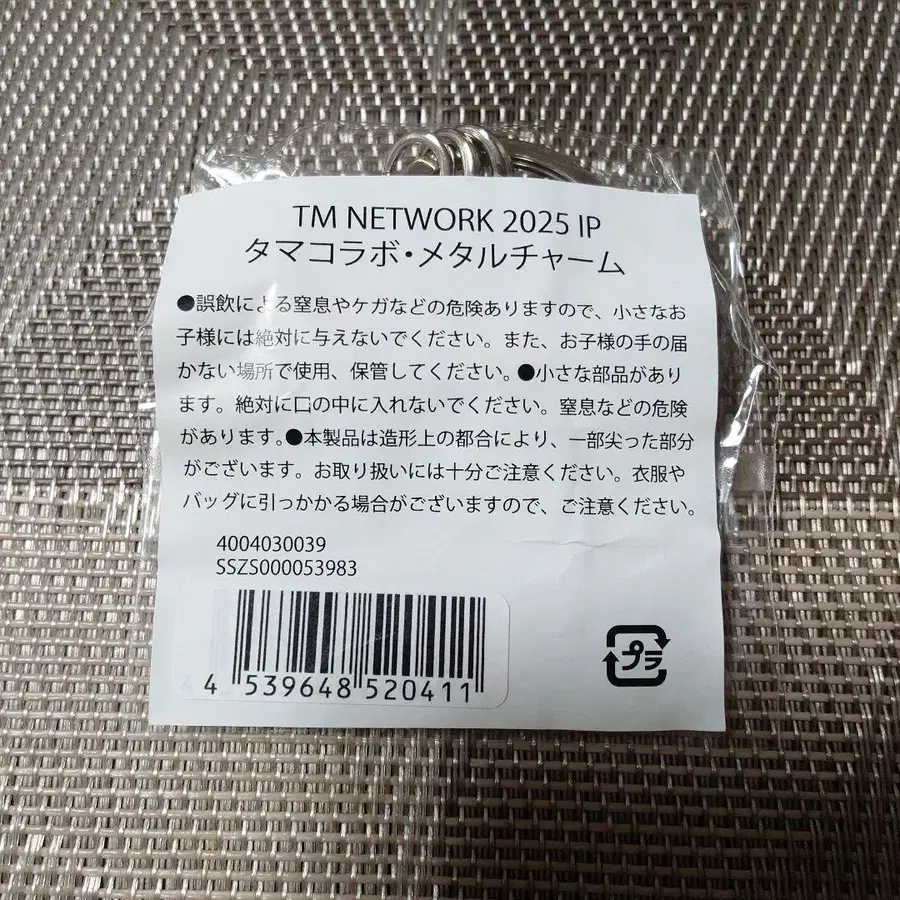 TM NETWORK 2025 IP
タマコラボ・メタルチャーム
●誤飲による窒息やケガなどの危険ありますので、小さなお
子様には絶対に与えないでください。また、お子様の手の届
かない場所で使用、保管してください。●小さな部品があり
ます。絶対に口の中に入れないでください。窒息などの危険
があります。●本製品は造形上の都合により、一部尖った部分
がございます。お取り扱いには十分ご注意ください。衣服や
バッグに引っかかる場合がございますので、ご注意ください。
4004030039
SSZS000053983
4 539648 520411
プラ